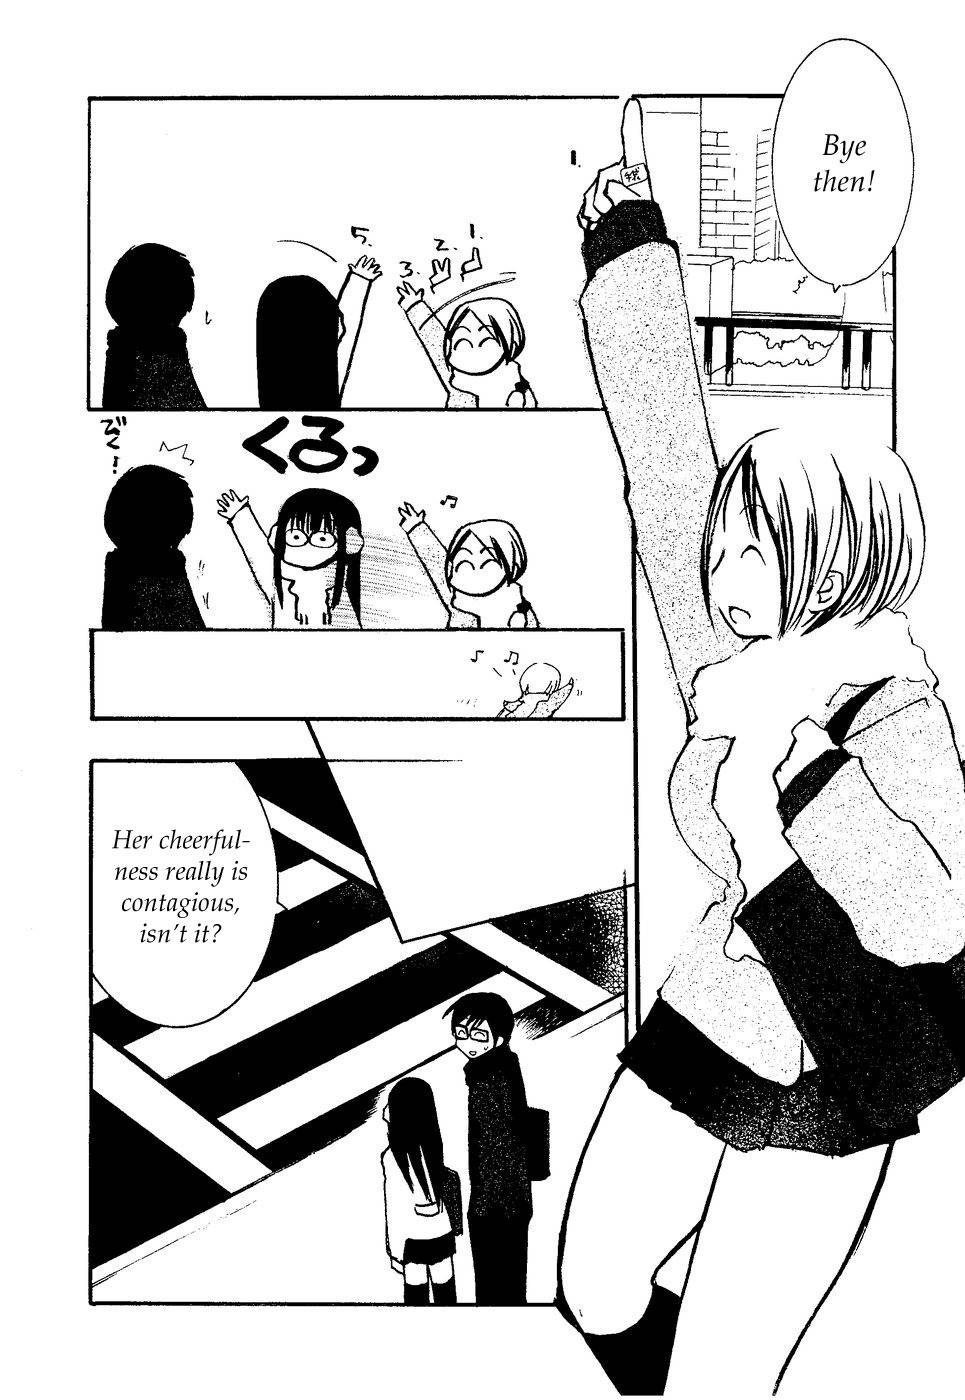 Bye
then!
1.
1.
2.
3.
5.
くるっ
びく!
Her cheerful-
ness really is
contagious,
isn't it?